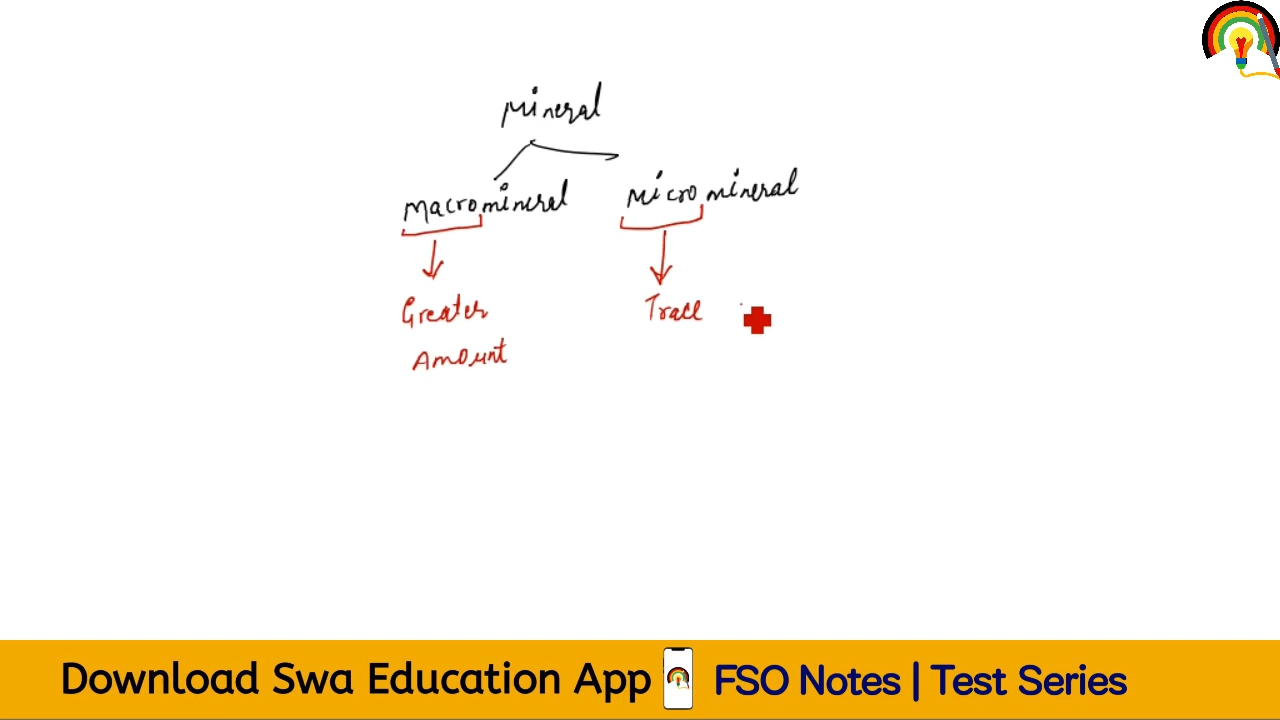 Mineral
Macromineral
Micromineral
Greater
Amount
Trace
Download Swa Education App
FSO Notes | Test Series